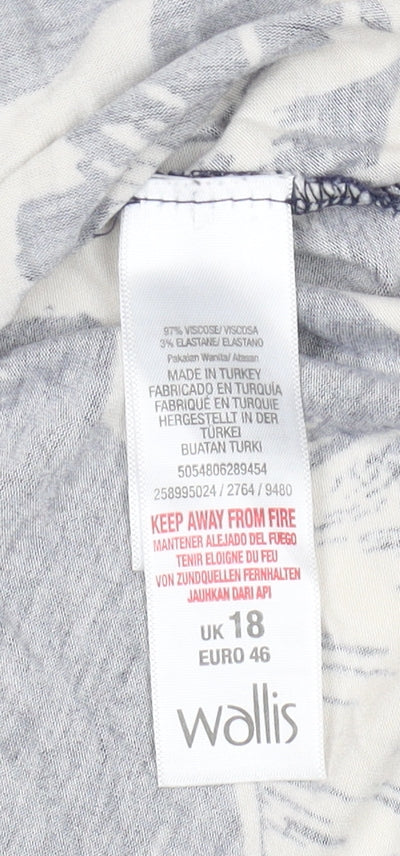 97% VISCOSE/ VISCOSA
3% ELASTANE/ ELASTANO
Pakaian Wanita/ Atasan
MADE IN TURKEY
FABRICADO EN TURQUÍA
FABRIQUÉ EN TURQUIE
HERGESTELLT IN DER
TÜRKEI
BUATAN TURKI
5054806289454
258995024 / 2764 / 9480
KEEP AWAY FROM FIRE
MANTENER ALEJADO DEL FUEGO
TENIR ELOIGNE DU FEU
VON ZUNDQUELLEN FERNHALTEN
JAUHKAN DARI API
UK 18
EURO 46
wallis